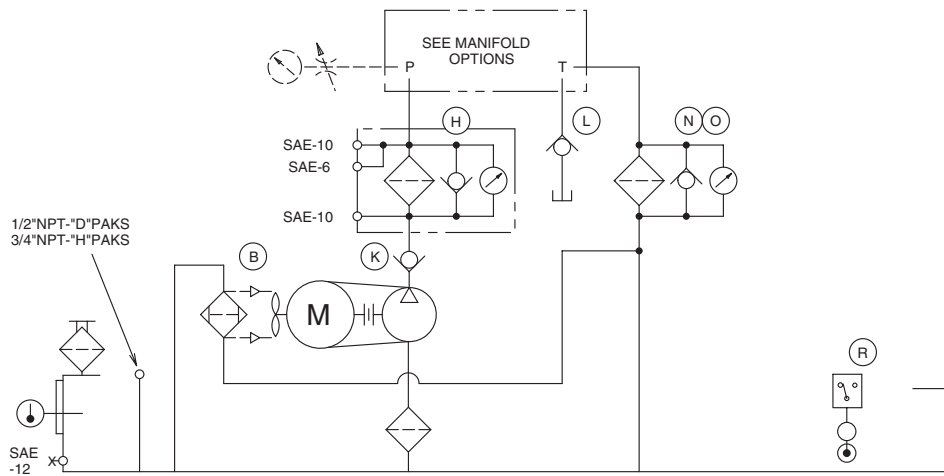 SEE MANIFOLD
OPTIONS
P
T
H
L
N
O
SAE-10
SAE-6
SAE-10
1/2"NPT-"D"PAKS
3/4"NPT-"H"PAKS
B
K
M
R
SAE
-12
X